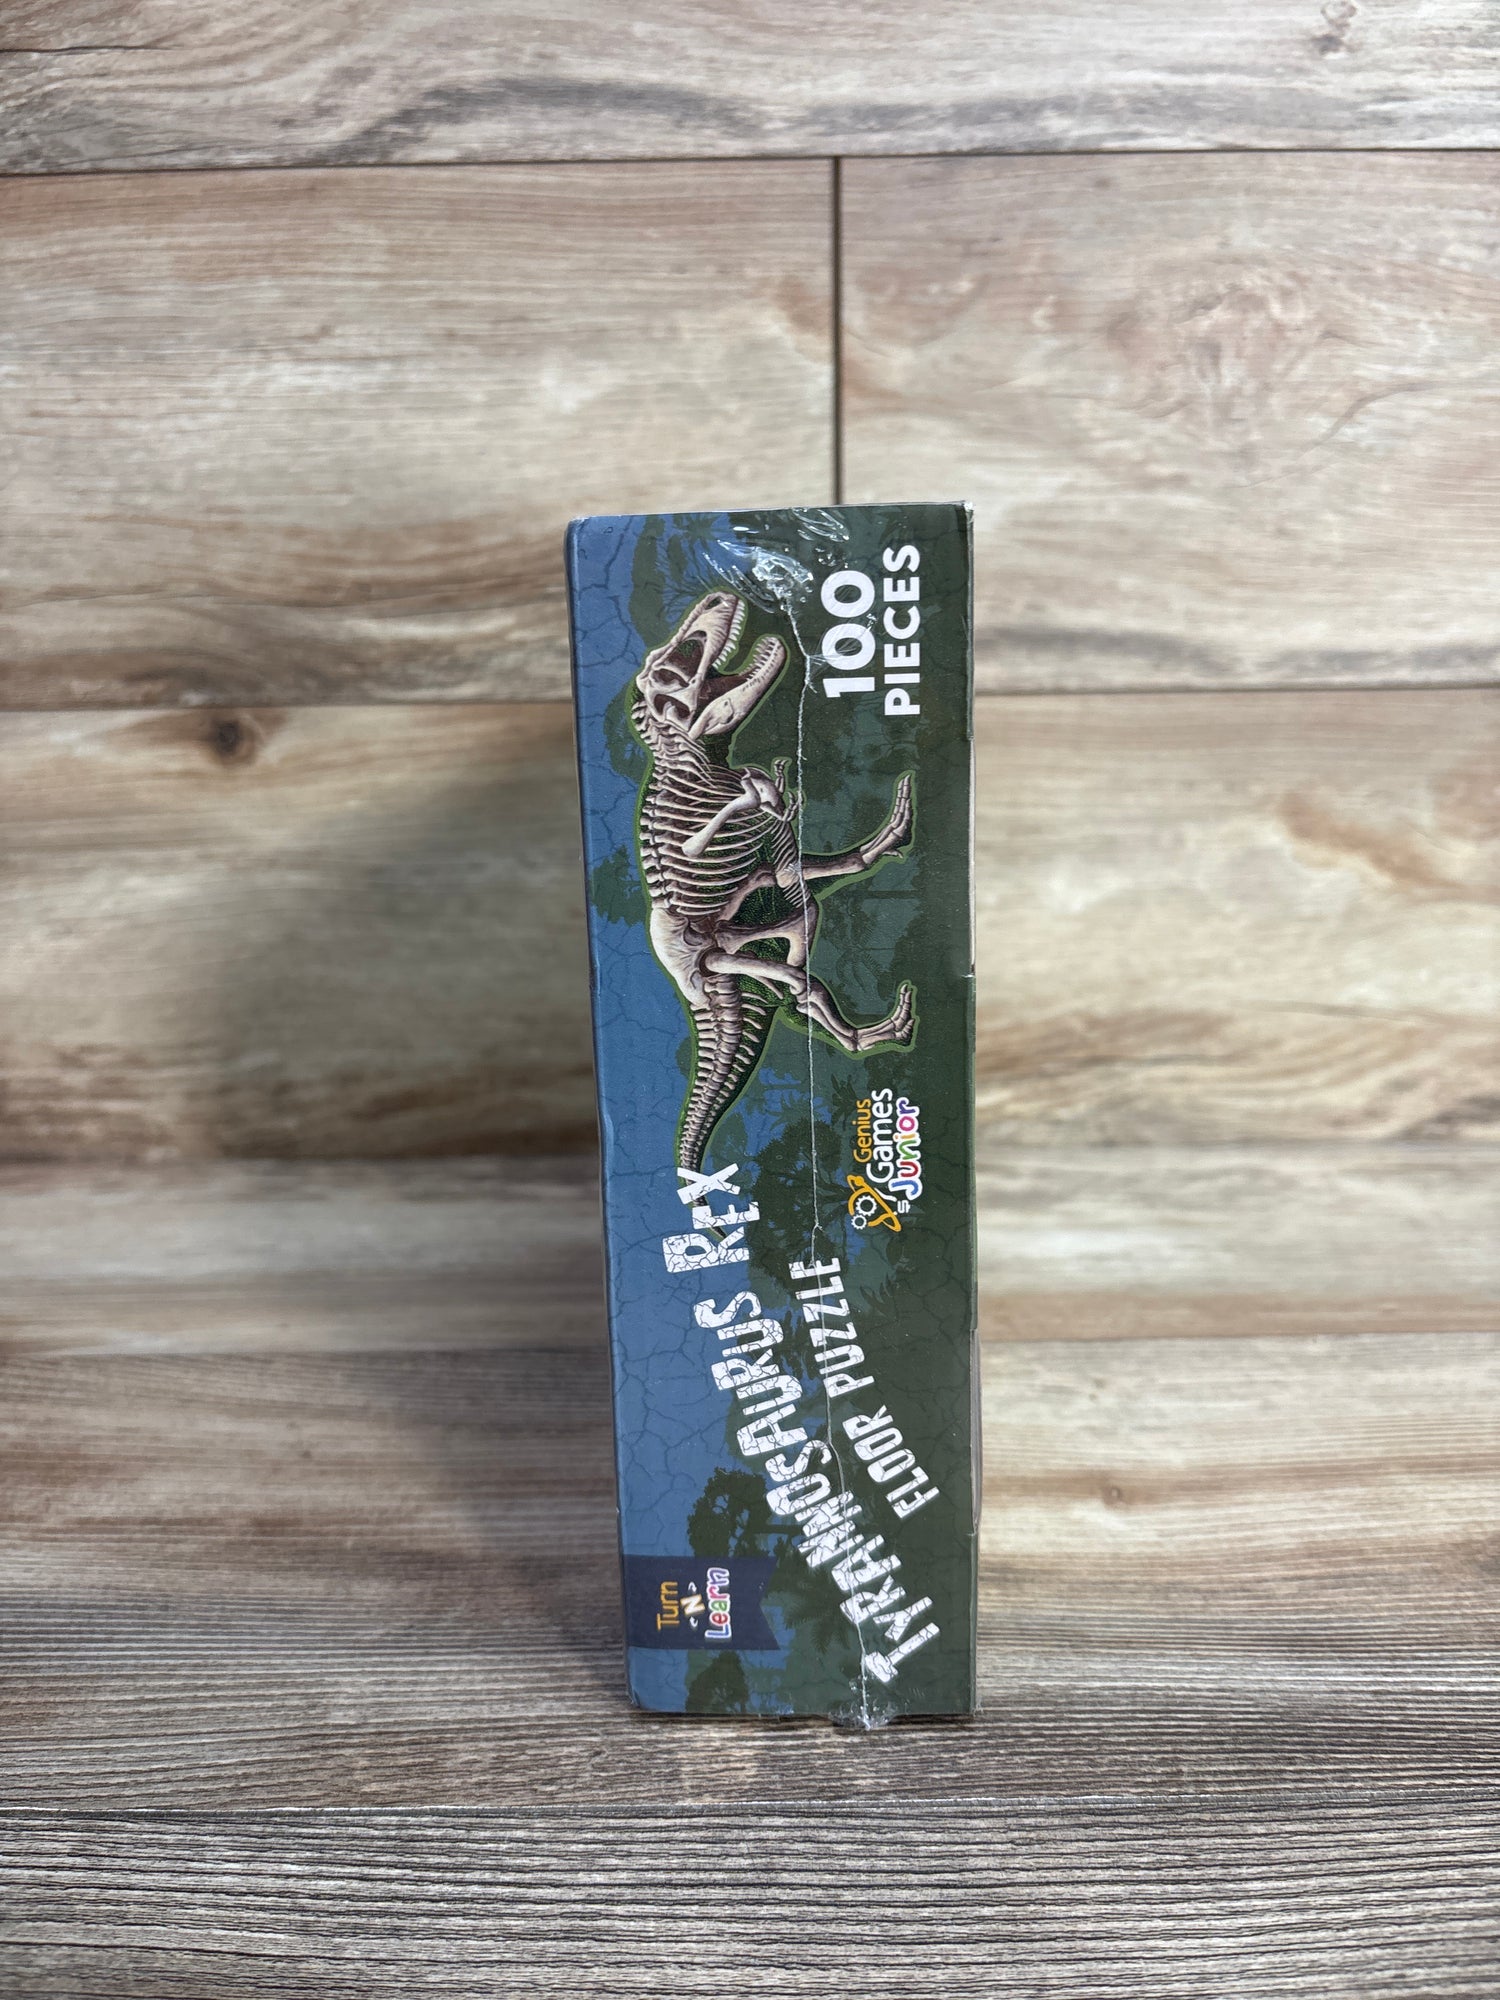 Turn
'N'
Learn
TYRANNOSAURUS REX
FLOOR PUZZLE
Genius
Games
Junior
100
PIECES